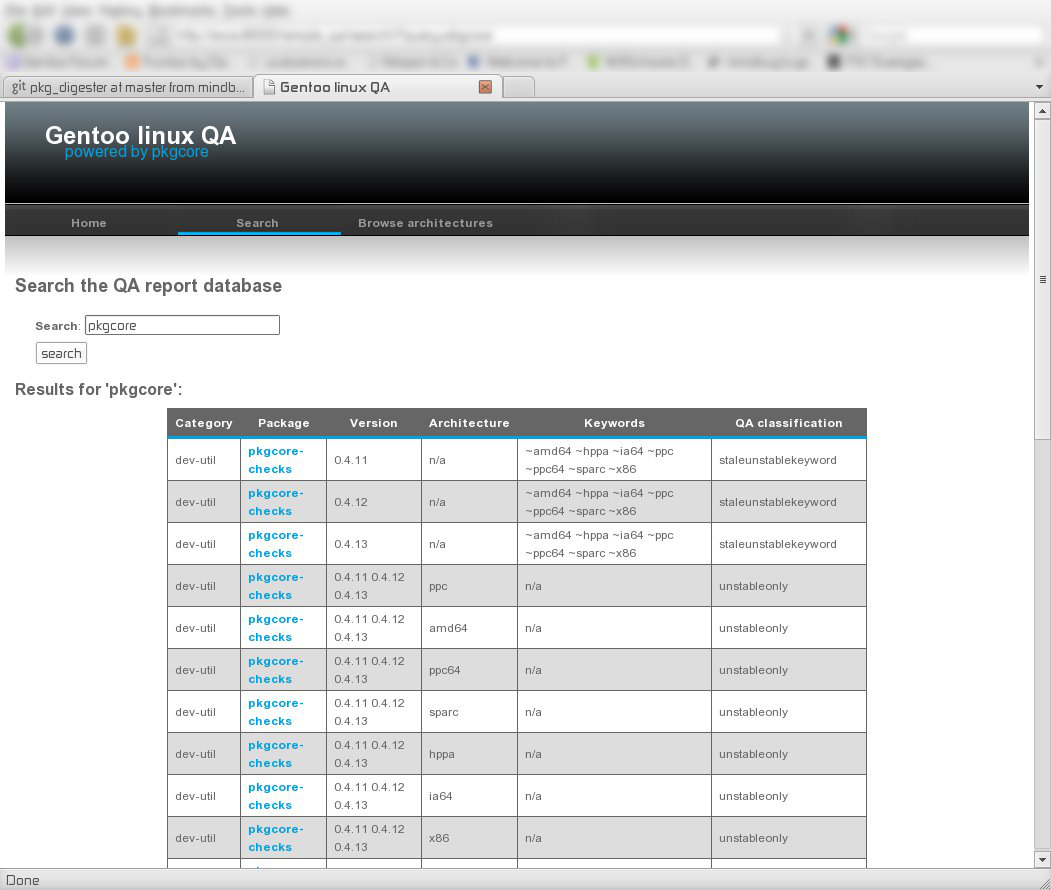 git pkg_digester at master from mindb...
Gentoo linux QA
Gentoo linux QA
powered by pkgcore
Home Search Browse architectures
Search the QA report database
Search: pkgcore
search
Results for 'pkgcore':
Category Package Version Architecture Keywords QA classification
dev-util pkgcore-checks 0.4.11 n/a ~amd64 ~hppa ~ia64 ~ppc ~ppc64 ~sparc ~x86 staleunstablekeyword
dev-util pkgcore-checks 0.4.12 n/a ~amd64 ~hppa ~ia64 ~ppc ~ppc64 ~sparc ~x86 staleunstablekeyword
dev-util pkgcore-checks 0.4.13 n/a ~amd64 ~hppa ~ia64 ~ppc ~ppc64 ~sparc ~x86 staleunstablekeyword
dev-util pkgcore-checks 0.4.11 0.4.12 0.4.13 ppc n/a unstableonly
dev-util pkgcore-checks 0.4.11 0.4.12 0.4.13 amd64 n/a unstableonly
dev-util pkgcore-checks 0.4.11 0.4.12 0.4.13 ppc64 n/a unstableonly
dev-util pkgcore-checks 0.4.11 0.4.12 0.4.13 sparc n/a unstableonly
dev-util pkgcore-checks 0.4.11 0.4.12 0.4.13 hppa n/a unstableonly
dev-util pkgcore-checks 0.4.11 0.4.12 0.4.13 ia64 n/a unstableonly
dev-util pkgcore-checks 0.4.11 0.4.12 0.4.13 x86 n/a unstableonly
Done